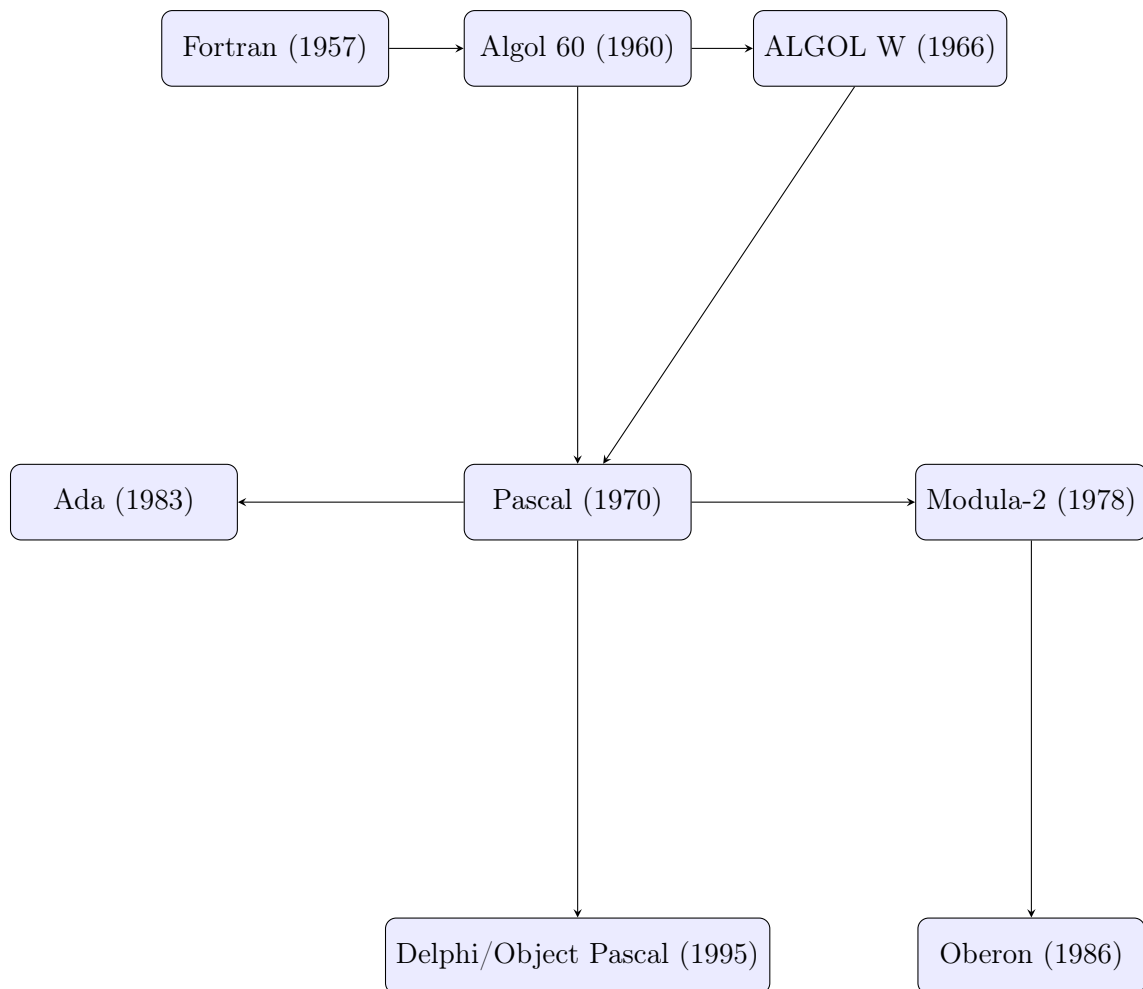 Fortran (1957)
Algol 60 (1960)
ALGOL W (1966)
Ada (1983)
Pascal (1970)
Modula-2 (1978)
Delphi/Object Pascal (1995)
Oberon (1986)